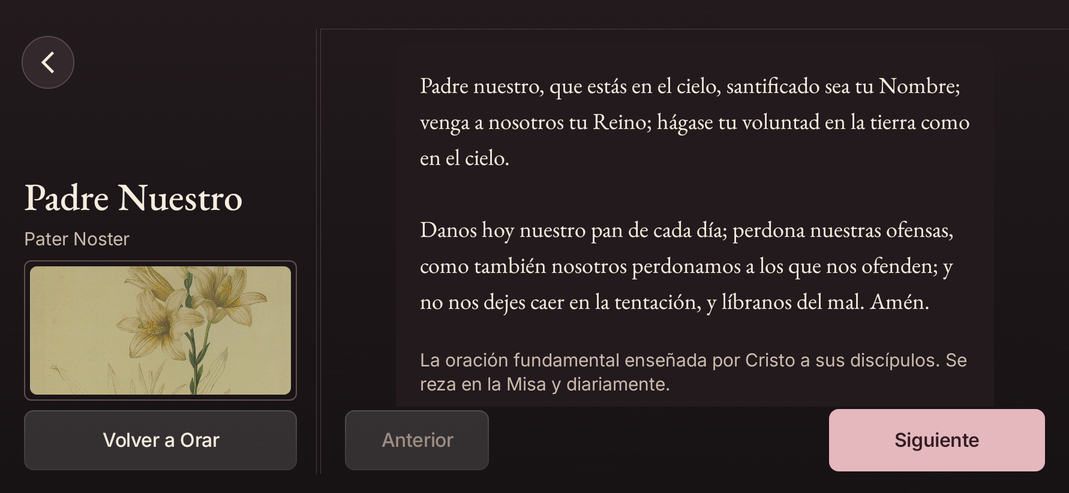 Padre Nuestro
Pater Noster
Volver a Orar
Padre nuestro, que estás en el cielo, santificado sea tu Nombre;
venga a nosotros tu Reino; hágase tu voluntad en la tierra como
en el cielo.
Danos hoy nuestro pan de cada día; perdona nuestras ofensas,
como también nosotros perdonamos a los que nos ofenden; y
no nos dejes caer en la tentación, y líbranos del mal. Amén.
La oración fundamental enseñada por Cristo a sus discípulos. Se
reza en la Misa y diariamente.
Anterior
Siguiente